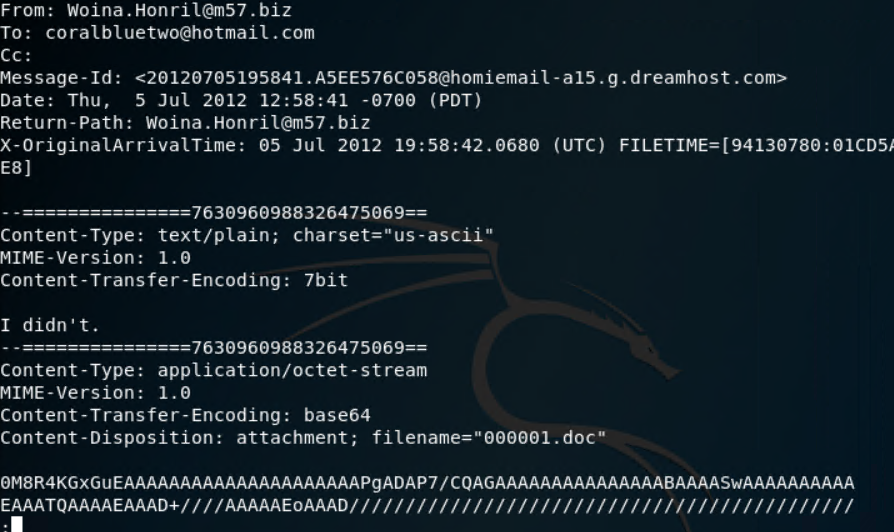 From: Woina.Honril@m57.biz
To: coralbluetwo@hotmail.com
Cc:
Message-Id: <20120705195841.A5EE576C058@homiemail-a15.g.dreamhost.com>
Date: Thu,  5 Jul 2012 12:58:41 -0700 (PDT)
Return-Path: Woina.Honril@m57.biz
X-OriginalArrivalTime: 05 Jul 2012 19:58:42.0680 (UTC) FILETIME=[94130780:01CD5A
E8]
--===============7630960988326475069==
Content-Type: text/plain; charset="us-ascii"
MIME-Version: 1.0
Content-Transfer-Encoding: 7bit
I didn't.
--===============7630960988326475069==
Content-Type: application/octet-stream
MIME-Version: 1.0
Content-Transfer-Encoding: base64
Content-Disposition: attachment; filename="000001.doc"
0M8R4KGxGuEAAAAAAAAAAAAAAAAAAAAAPgADAP7/CQAGAAAAAAAAAAAAAAABAAAASwAAAAAAAAAA
EAAATQAAAAEAAAD+////AAAAAEoAAAD/////////////////////////////////////////////
: